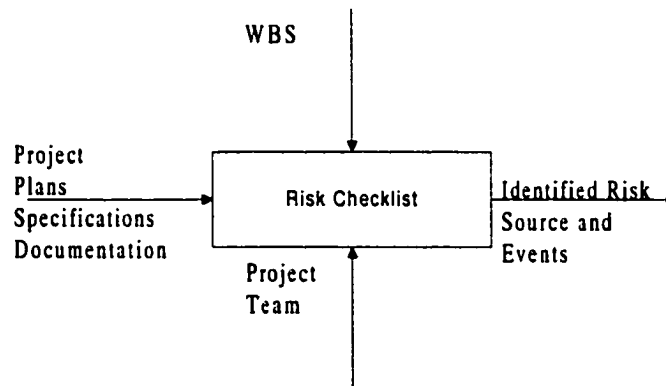 WBS
Project
Plans
Specifications
Documentation
Risk Checklist
Identified Risk
Source and
Events
Project
Team